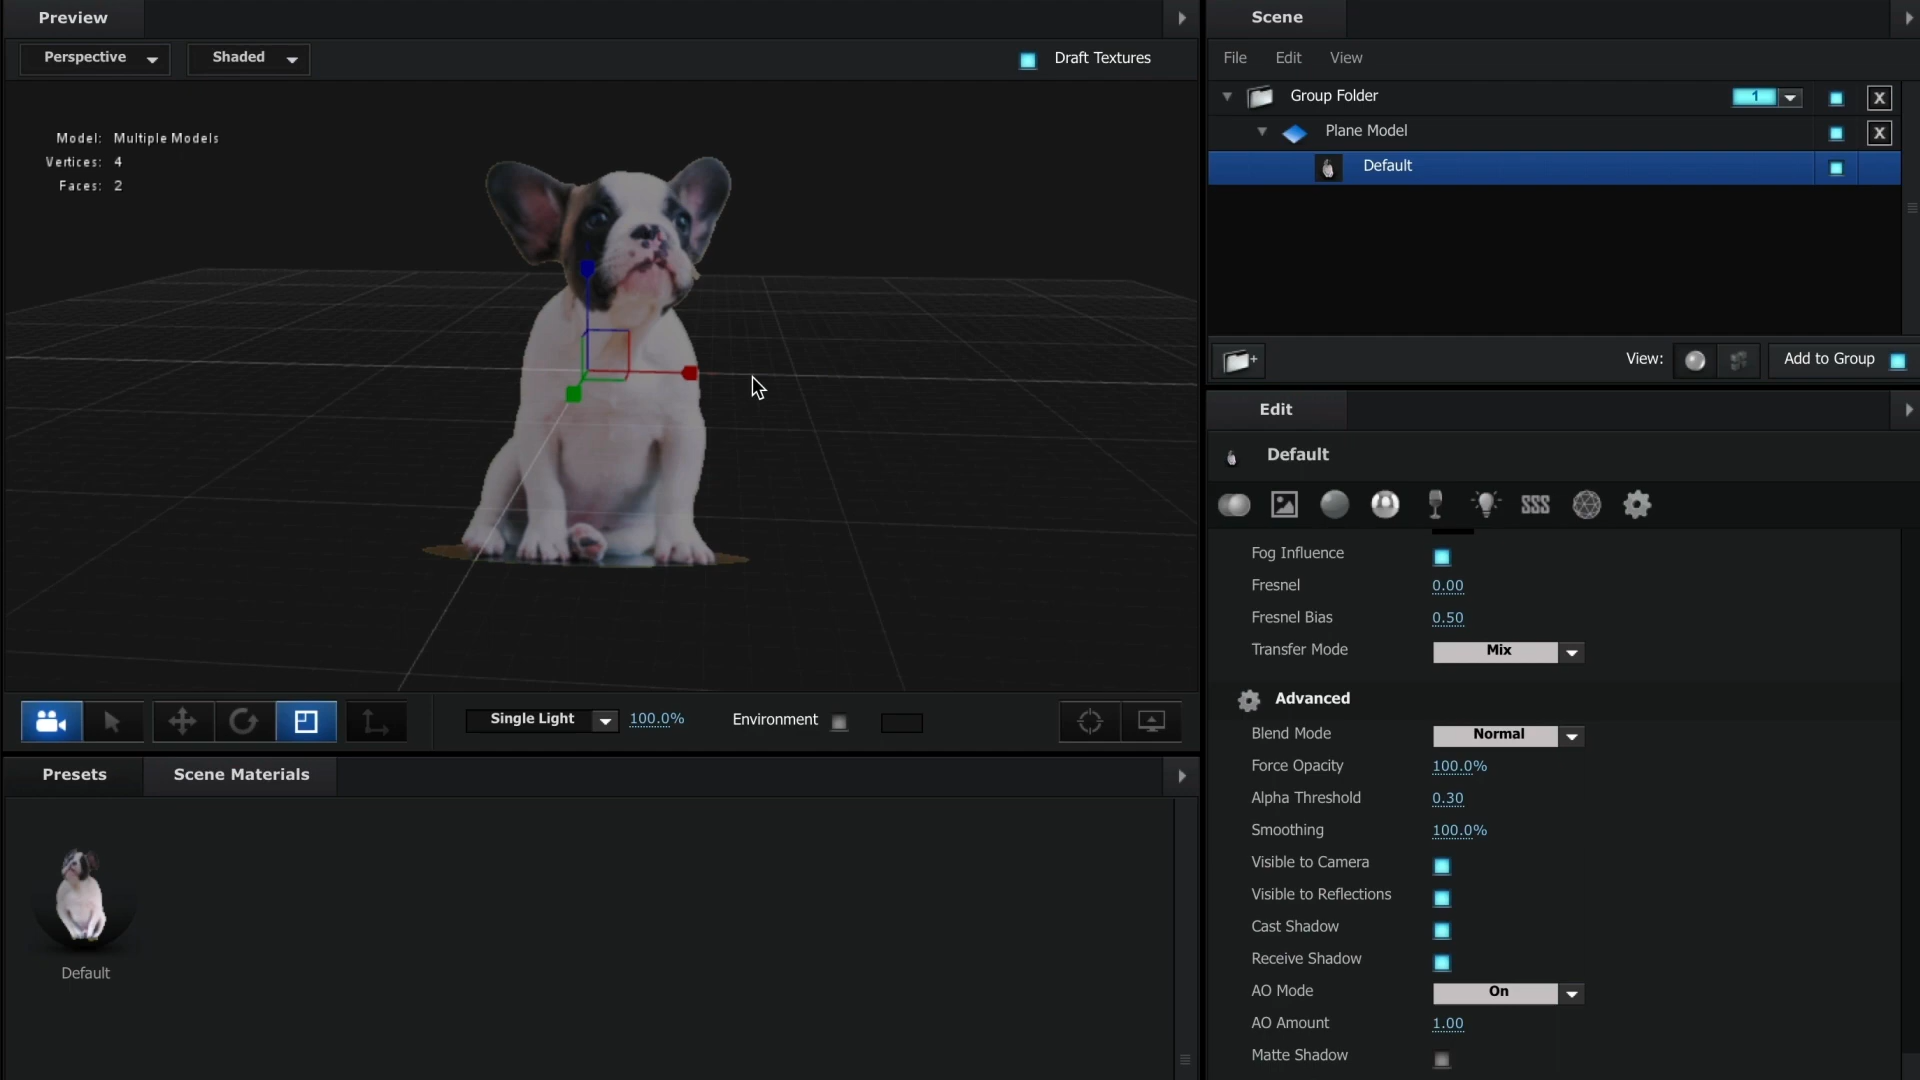 Preview
Perspective
Shaded
Draft Textures
Model: Multiple Models
Vertices: 4
Faces: 2
Single Light
100.0%
Environment
Presets
Scene Materials
Default
Scene
File
Edit
View
Group Folder
1
X
Plane Model
X
Default
View:
Add to Group
Edit
Default
SSS
Fog Influence
Fresnel
0.00
Fresnel Bias
0.50
Transfer Mode
Mix
Advanced
Blend Mode
Normal
Force Opacity
100.0%
Alpha Threshold
0.30
Smoothing
100.0%
Visible to Camera
Visible to Reflections
Cast Shadow
Receive Shadow
AO Mode
On
AO Amount
1.00
Matte Shadow